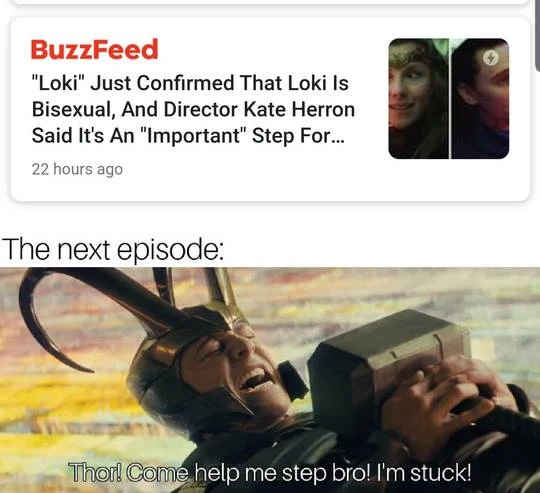 BuzzFeed
"Loki" Just Confirmed That Loki Is
Bisexual, And Director Kate Herron
Said It's An "Important" Step For...
22 hours ago
The next episode:
Thor! Come help me step bro! I'm stuck!